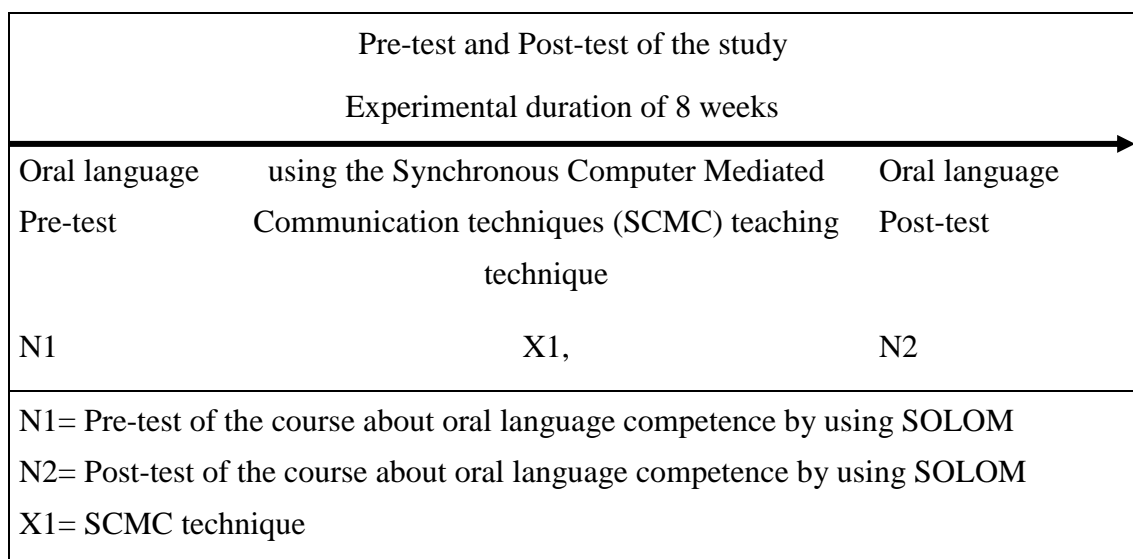 Pre-test and Post-test of the study
Experimental duration of 8 weeks
Oral language
Pre-test
using the Synchronous Computer Mediated
Communication techniques (SCMC) teaching
technique
Oral language
Post-test
N1
X1,
N2
N1= Pre-test of the course about oral language competence by using SOLOM
N2= Post-test of the course about oral language competence by using SOLOM
X1= SCMC technique